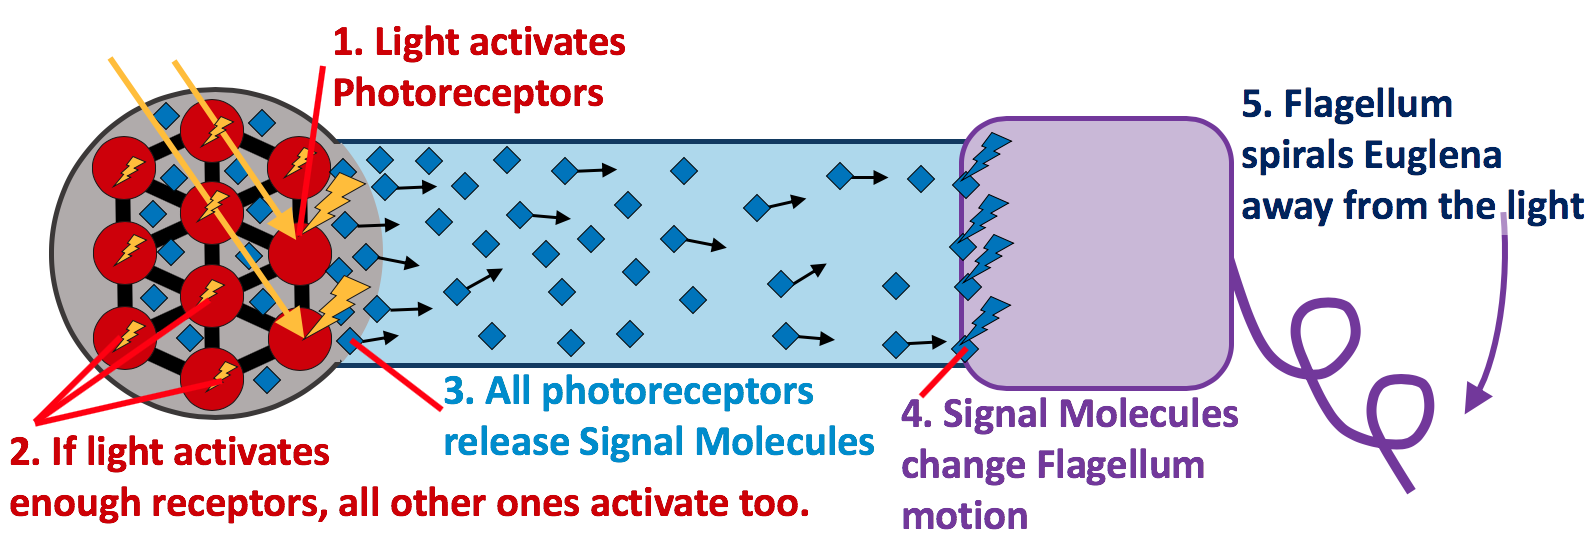 1. Light activates
Photoreceptors
2. If light activates
enough receptors, all other ones activate too.
3. All photoreceptors
release Signal Molecules
4. Signal Molecules
change Flagellum
motion
5. Flagellum
spirals Euglena
away from the light